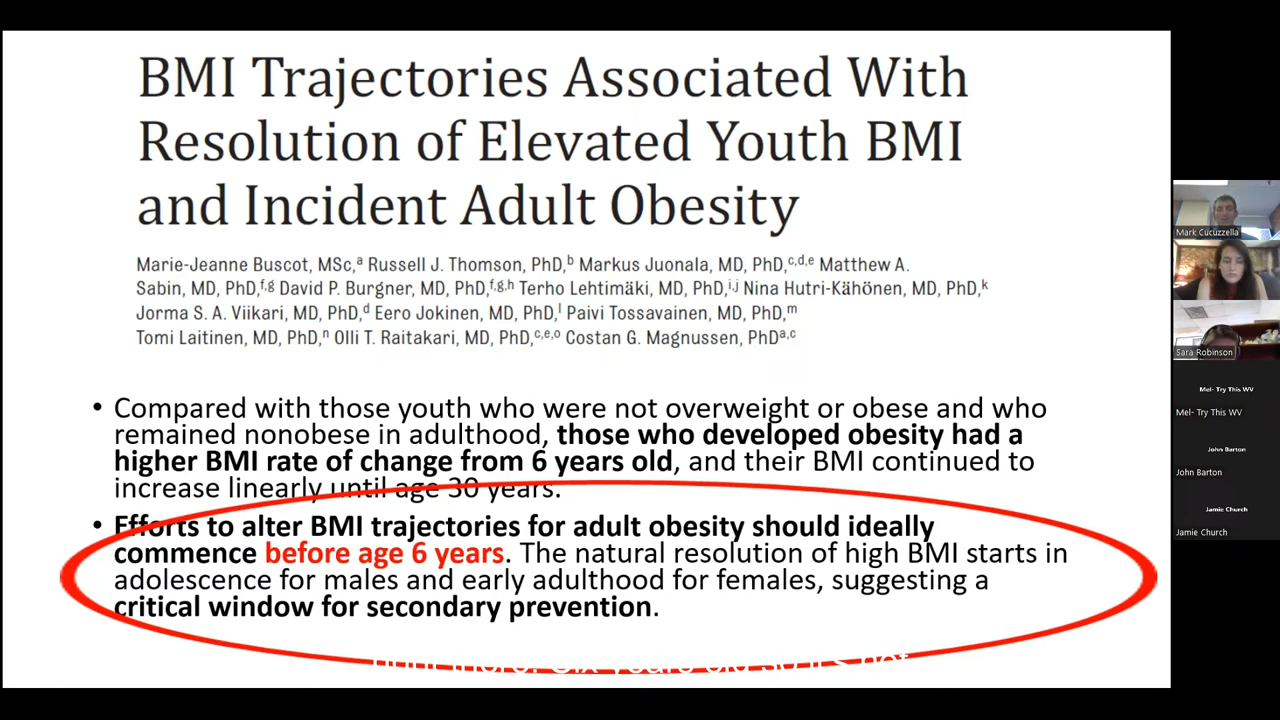 BMI Trajectories Associated With
Resolution of Elevated Youth BMI
and Incident Adult Obesity
Marie-Jeanne Buscot, MSc,ᵃ Russell J. Thomson, PhD,ᵇ Markus Juonala, MD, PhD,ᶜ,ᵈ,ᵉ Matthew A.
Sabin, MD, PhD,ᶠ,ᵍ David P. Burgner, MD, PhD,ᶠ,ᵍ,ʰ Terho Lehtimäki, MD, PhD,ⁱ,ʲ Nina Hutri-Kähönen, MD, PhD,ᵏ
Jorma S. A. Viikari, MD, PhD,ᵈ Eero Jokinen, MD, PhD,ˡ Paivi Tossavainen, MD, PhD,ᵐ
Tomi Laitinen, MD, PhD,ⁿ Olli T. Raitakari, MD, PhD,ᶜ,ᵉ,ᵒ Costan G. Magnussen, PhDᵃ,ᶜ
• Compared with those youth who were not overweight or obese and who
remained nonobese in adulthood, those who developed obesity had a
higher BMI rate of change from 6 years old, and their BMI continued to
increase linearly until age 30 years.
• Efforts to alter BMI trajectories for adult obesity should ideally
commence before age 6 years. The natural resolution of high BMI starts in
adolescence for males and early adulthood for females, suggesting a
critical window for secondary prevention.
right there. Six years old so it's not
Mark Cucuzzella
Sara Robinson
Mel- Try This WV
Mel- Try This WV
John Barton
John Barton
Jamie Church
Jamie Church